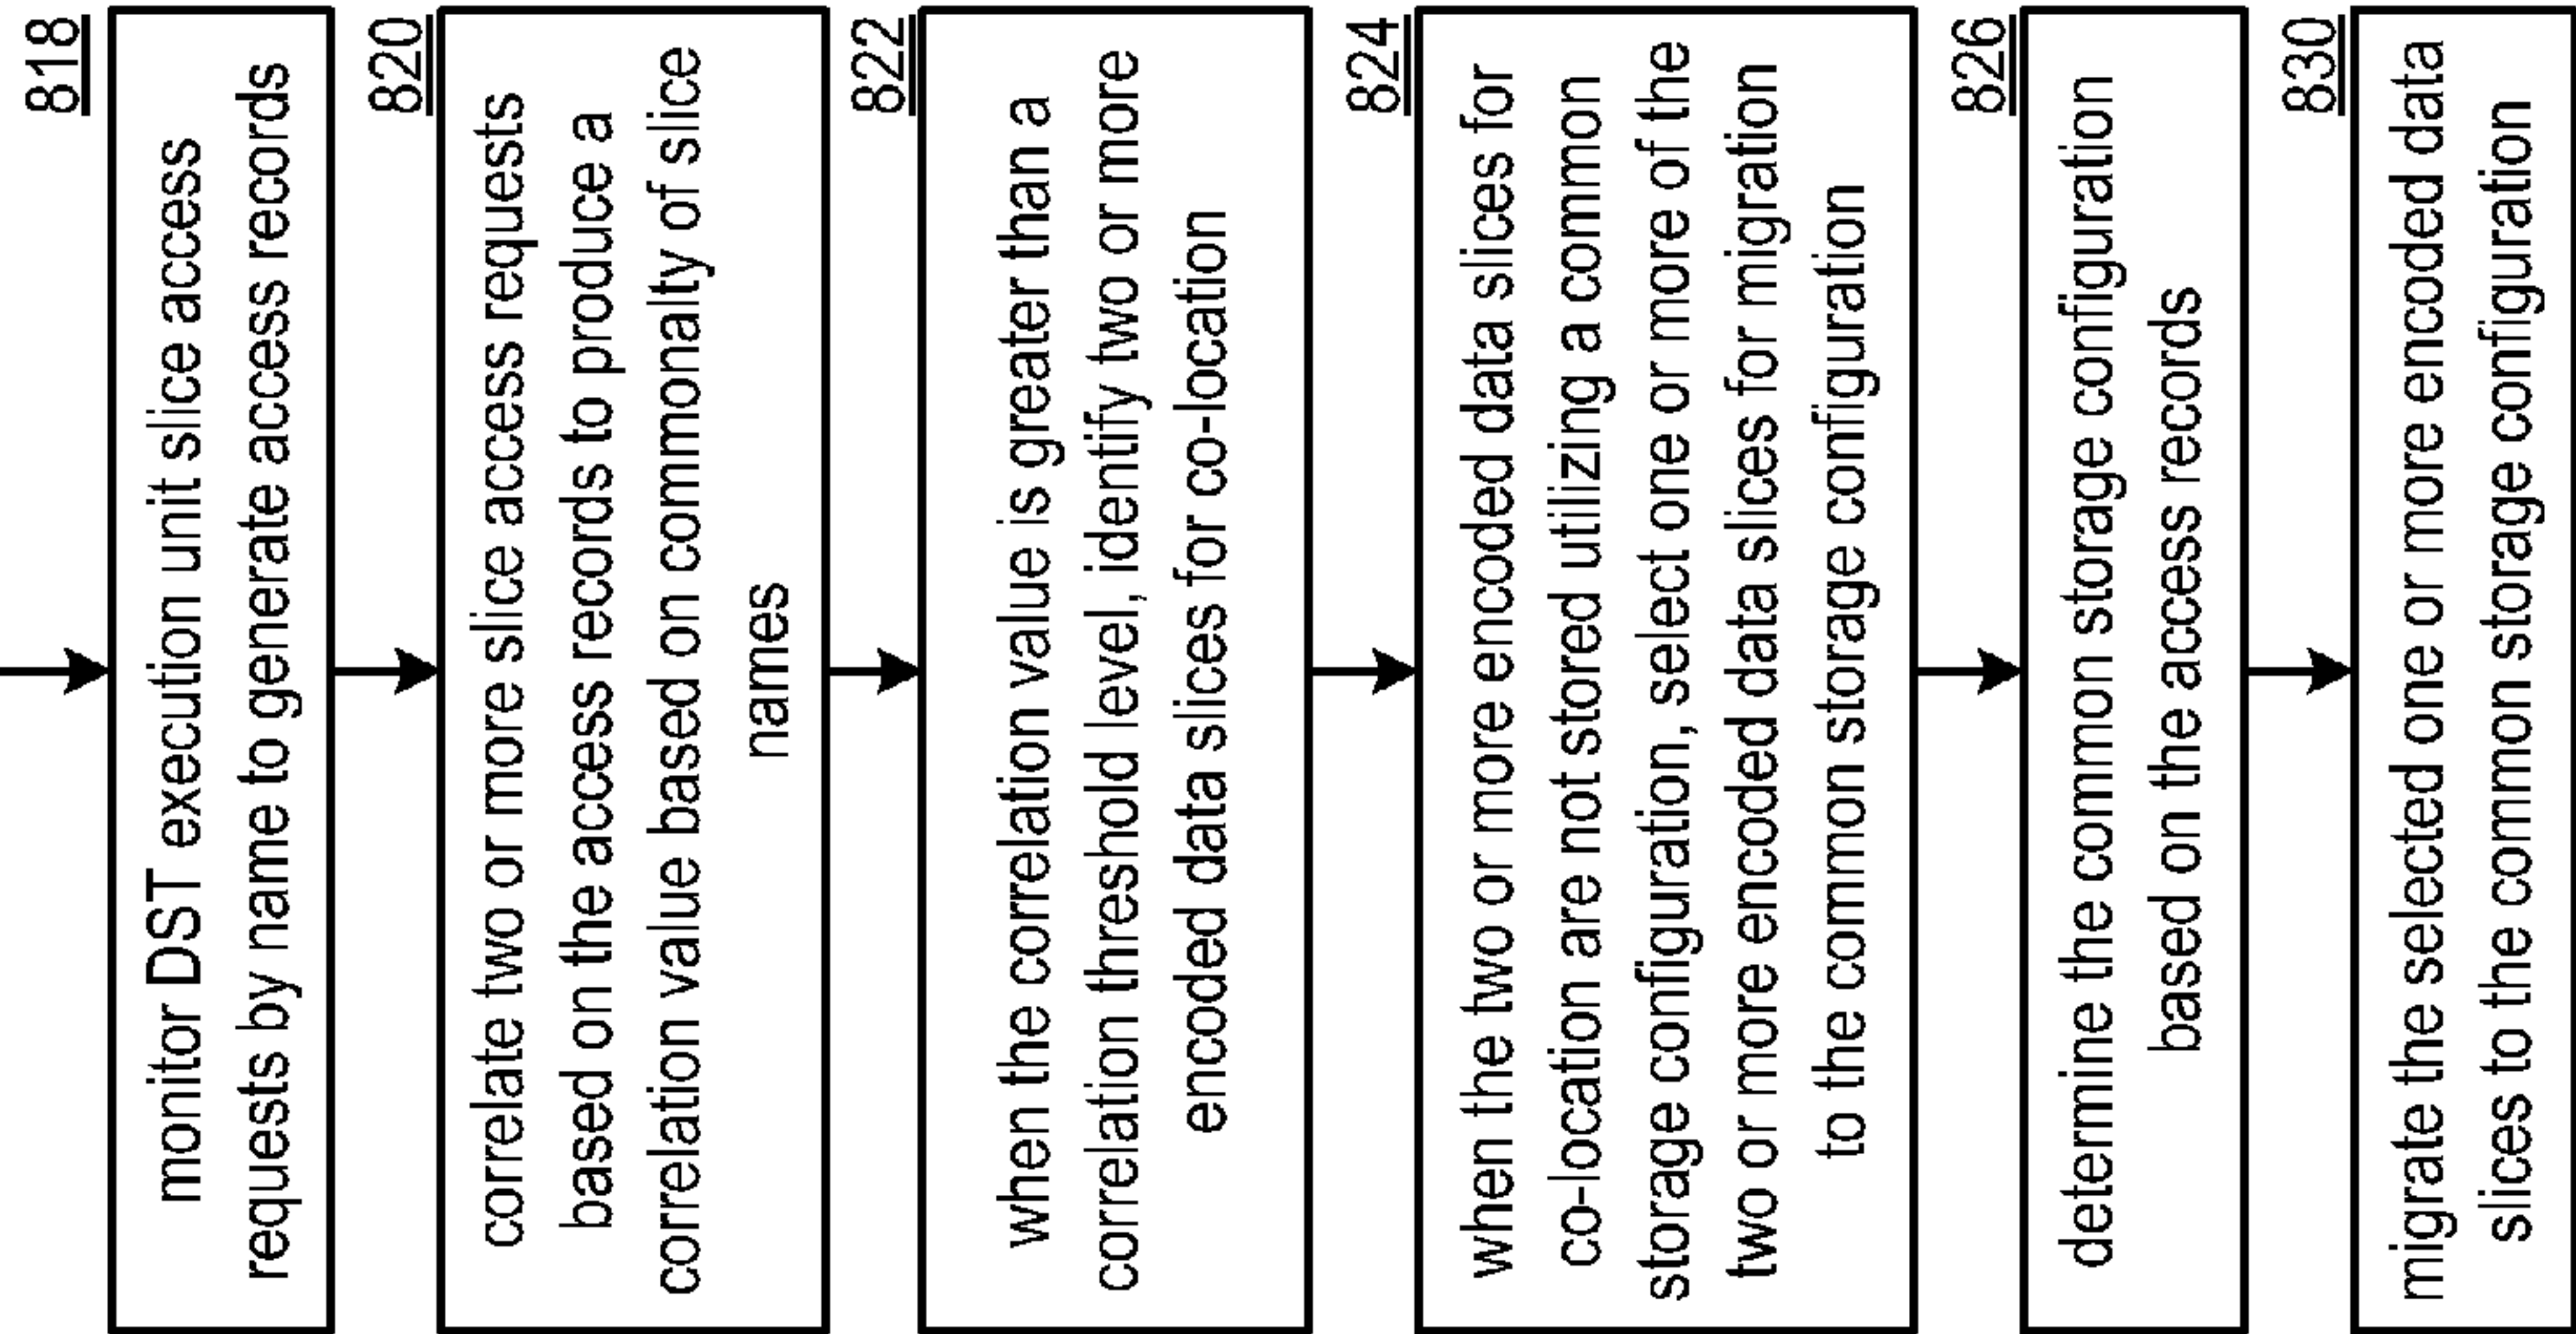 818
monitor DST execution unit slice access
requests by name to generate access records
820
correlate two or more slice access requests
based on the access records to produce a
correlation value based on commonalty of slice
names
822
when the correlation value is greater than a
correlation threshold level, identify two or more
encoded data slices for co-location
824
when the two or more encoded data slices for
co-location are not stored utilizing a common
storage configuration, select one or more of the
two or more encoded data slices for migration
to the common storage configuration
826
determine the common storage configuration
based on the access records
830
migrate the selected one or more encoded data
slices to the common storage configuration